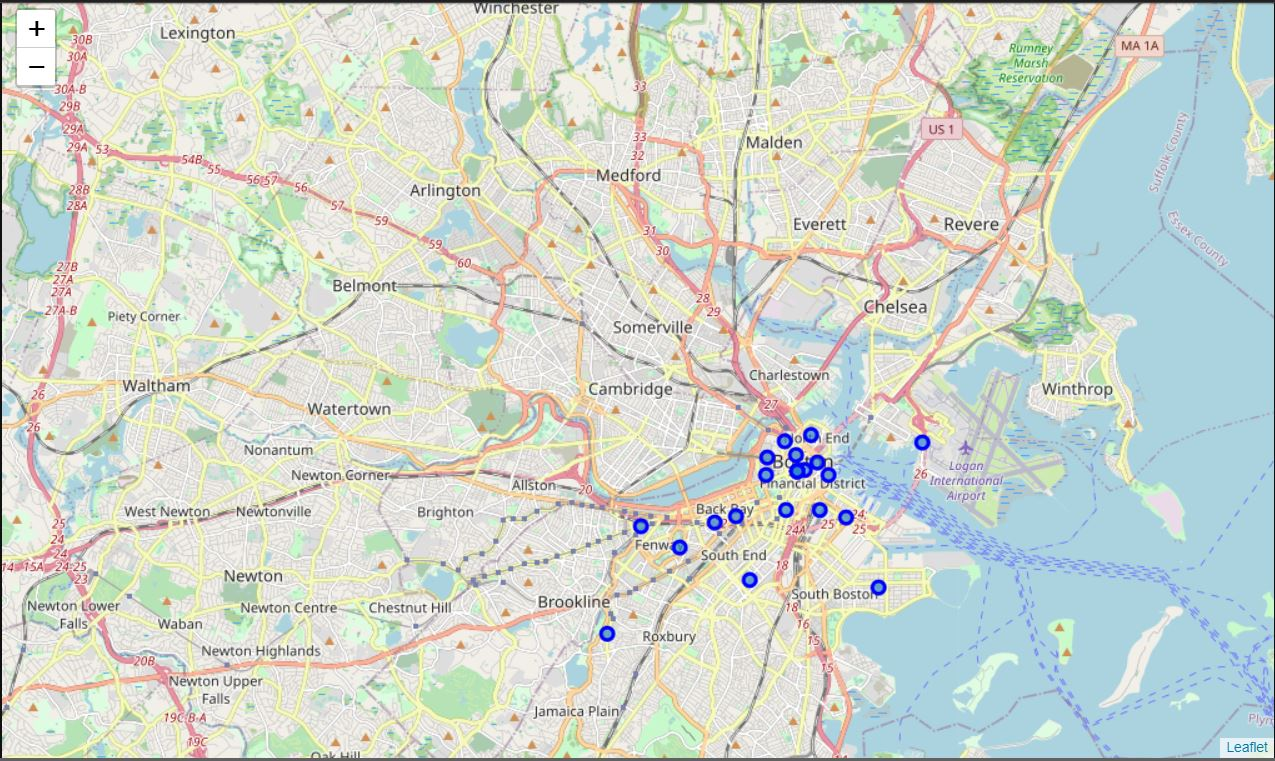 Winchester
+
Lexington
30B
MA 1A
30A
Rumney
Marsh
Reservation
−
33
30A-B
29B
29A
US 1
33
Malden
29A
53
32
54B
55
56-57
56
Medford
Suffolk County
28B
Arlington
28A
57
59
Everett
Revere
31
59
30
Essex County
60
27B
27A
27A
Belmont
28
27A-B
Chelsea
Piety Corner
29
Somerville
Charlestown
Waltham
Cambridge
Winthrop
26
Watertown
27
26
End
Nonantum
Logan
International
Airport
Newton Corner
26
Allston
20
Financial District
West Newton
Newtonville
Brighton
Back Bay
24
25
24
24A
25
24
Fenwa
24-25
South End
14
15A
23
Newton
18
Newton Lower
Falls
Newton Centre
Chestnut Hill
Brookline
South Boston
18
Waban
16
Roxbury
15
Newton Highlands
20B
15
Newton Upper
Falls
19C-B-A
Jamaica Plain
19C
Plym
Oak Hill
Leaflet